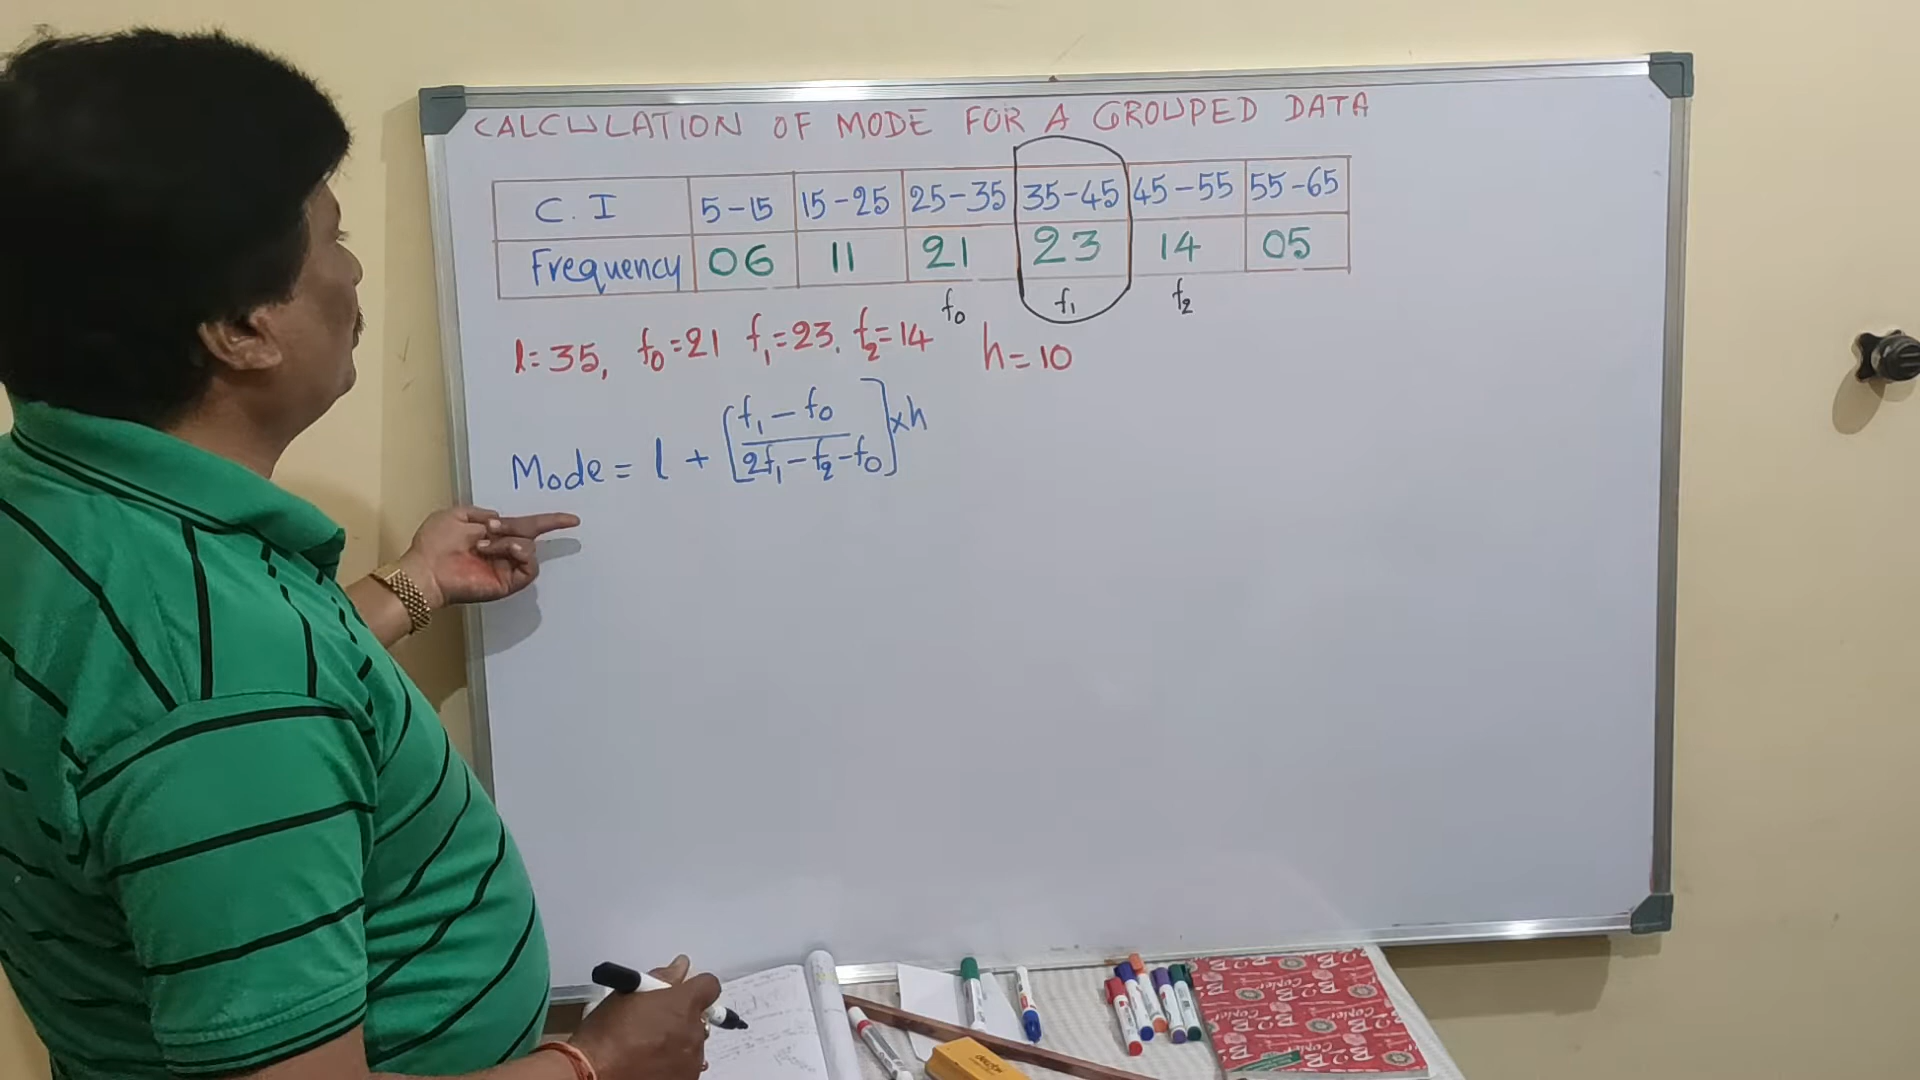 CALCULATION OF MODE FOR A GROUPED DATA
C.I 5-15 15-25 25-35 35-45 45-55 55-65
Frequency 06 11 21 23 14 05
f₀ f₁ f₂
l=35, f₀=21 f₁=23. f₂=14 h=10
Mode = l + [f₁-f₀ / 2f₁-f₂-f₀] × h
Copier